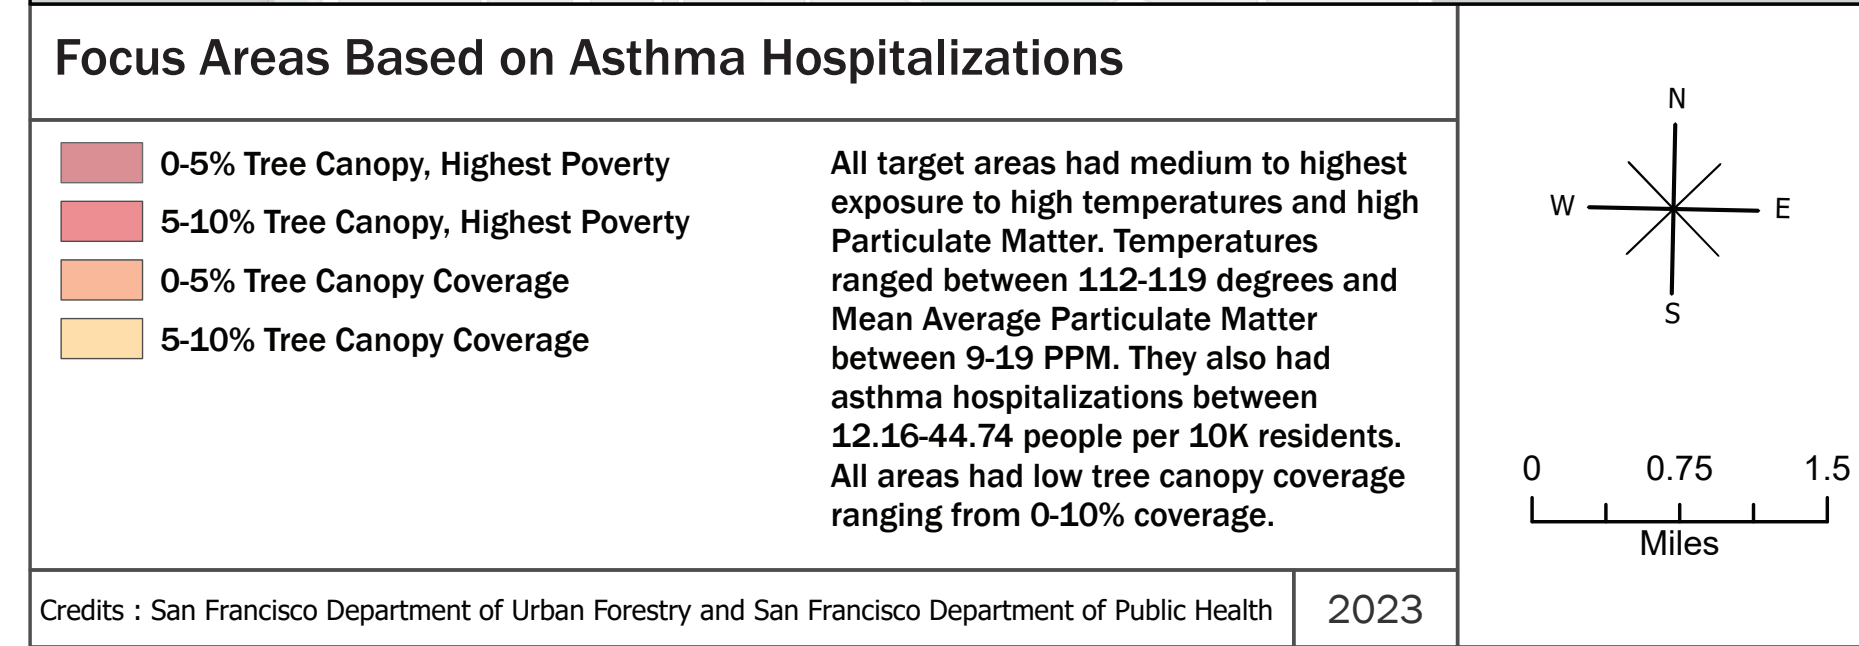 Focus Areas Based on Asthma Hospitalizations
0-5% Tree Canopy, Highest Poverty
5-10% Tree Canopy, Highest Poverty
0-5% Tree Canopy Coverage
5-10% Tree Canopy Coverage
All target areas had medium to highest
exposure to high temperatures and high
Particulate Matter. Temperatures
ranged between 112-119 degrees and
Mean Average Particulate Matter
between 9-19 PPM. They also had
asthma hospitalizations between
12.16-44.74 people per 10K residents.
All areas had low tree canopy coverage
ranging from 0-10% coverage.
Credits : San Francisco Department of Urban Forestry and San Francisco Department of Public Health
2023
N
W E
S
0 0.75 1.5
Miles